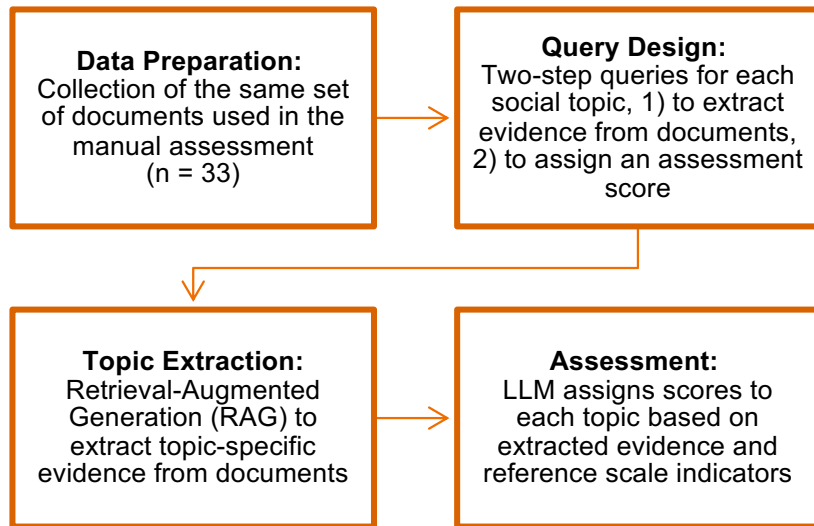 Data Preparation:
Collection of the same set
of documents used in the
manual assessment
(n = 33)
Query Design:
Two-step queries for each
social topic, 1) to extract
evidence from documents,
2) to assign an assessment
score
Topic Extraction:
Retrieval-Augmented
Generation (RAG) to
extract topic-specific
evidence from documents
Assessment:
LLM assigns scores to
each topic based on
extracted evidence and
reference scale indicators